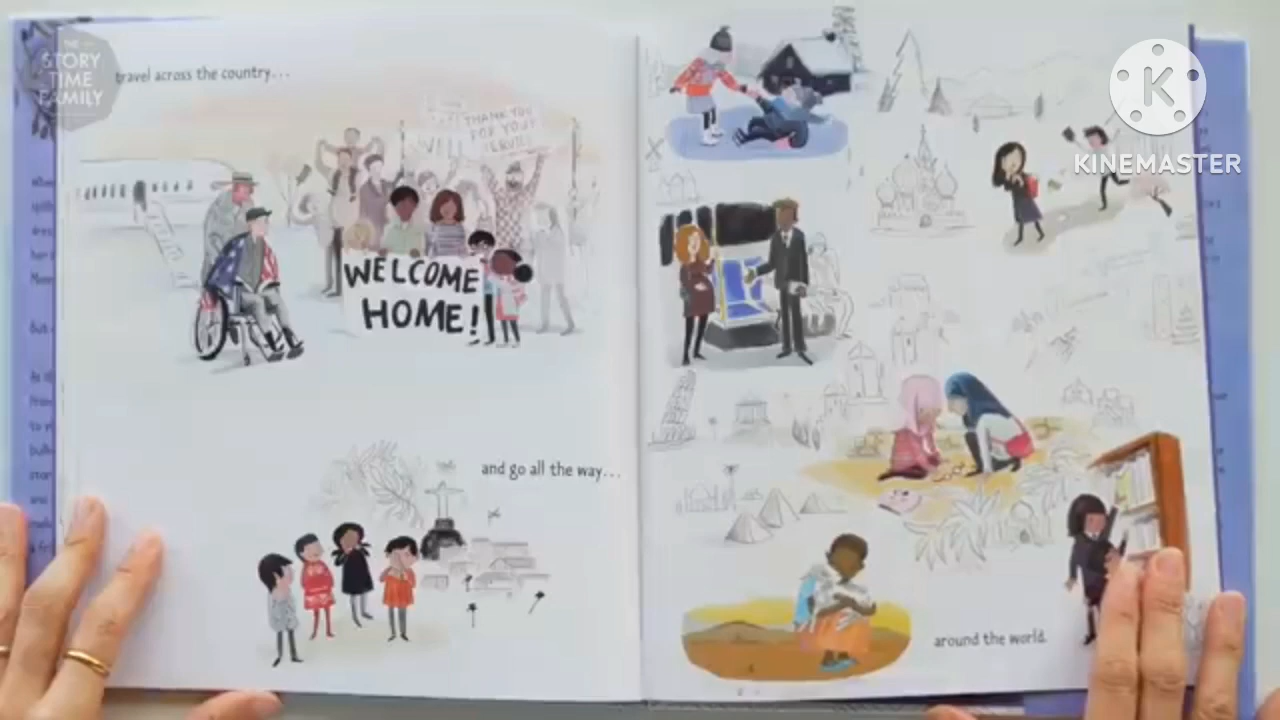 THE
STORY
TIME
FAMILY
travel across the country...
THANK YOU
FOR YOUR
SERVICE
WELCOME
HOME!
and go all the way...
around the world.
KINEMASTER